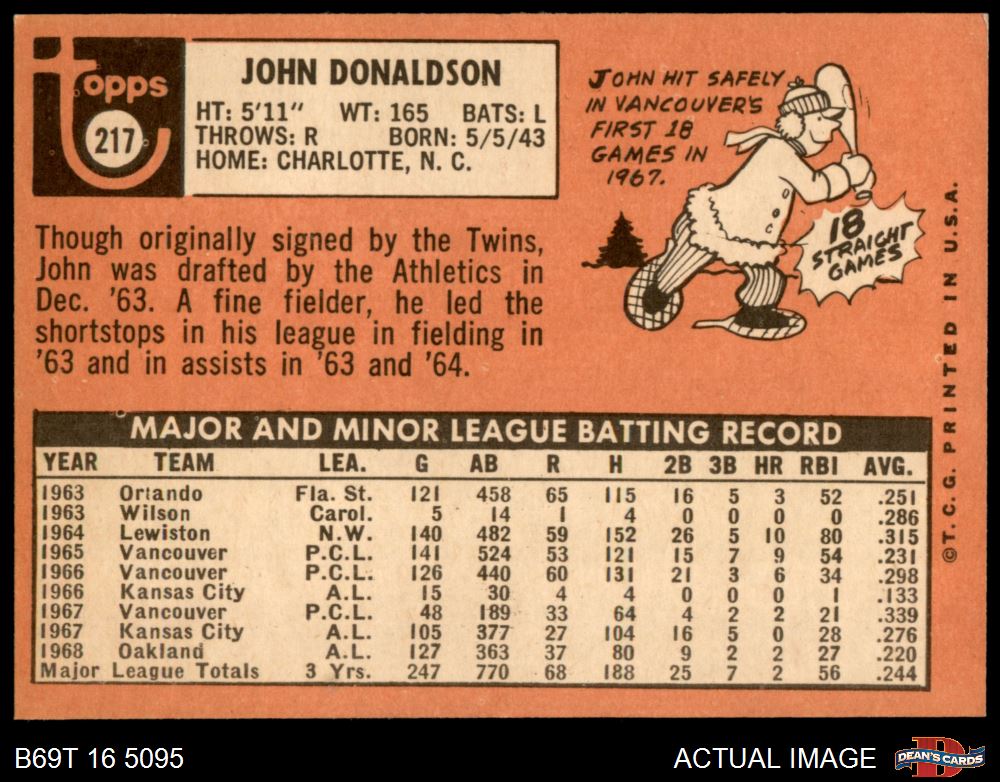 topps
217
JOHN DONALDSON
HT: 5'11" WT: 165 BATS: L
THROWS: R BORN: 5/5/43
HOME: CHARLOTTE, N. C.
JOHN HIT SAFELY
IN VANCOUVER'S
FIRST 18
GAMES IN
1967.
18
STRAIGHT
GAMES
Though originally signed by the Twins,
John was drafted by the Athletics in
Dec. '63. A fine fielder, he led the
shortstops in his league in fielding in
'63 and in assists in '63 and '64.
©T. C. G. PRINTED IN U.S.A.
MAJOR AND MINOR LEAGUE BATTING RECORD
YEAR TEAM LEA. G AB R H 2B 3B HR RBI AVG.
1963 Orlando Fla. St. 121 458 65 115 16 5 3 52 .251
1963 Wilson Carol. 5 14 1 4 0 0 0 0 .286
1964 Lewiston N.W. 140 482 59 152 26 5 10 80 .315
1965 Vancouver P.C.L. 141 524 53 121 15 7 9 54 .231
1966 Vancouver P.C.L. 126 440 60 131 21 3 6 34 .298
1966 Kansas City A.L. 15 30 4 4 0 0 0 1 .133
1967 Vancouver P.C.L. 48 189 33 64 4 2 2 21 .339
1967 Kansas City A.L. 105 377 27 104 16 5 0 28 .276
1968 Oakland A.L. 127 363 37 80 9 2 2 27 .220
Major League Totals 3 Yrs. 247 770 68 188 25 7 2 56 .244
B69T 16 5095
ACTUAL IMAGE
D
DEAN'S CARDS